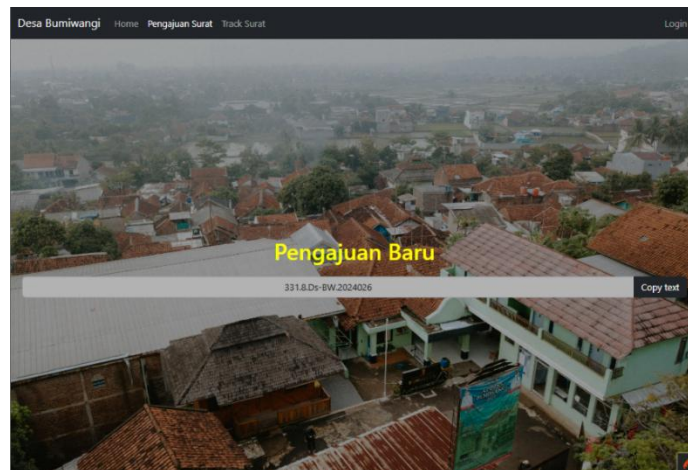 Desa Bumiwangi Home Pengajuan Surat Track Surat Login
Pengajuan Baru
331.8.Ds-BW.2024026 Copy text